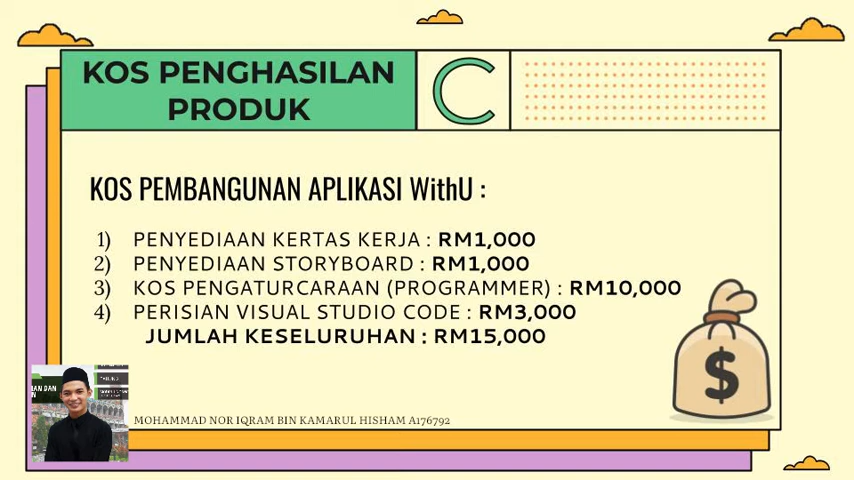 KOS PENGHASILAN
PRODUK
C
KOS PEMBANGUNAN APLIKASI WithU :
1) PENYEDIAAN KERTAS KERJA : RM1,000
2) PENYEDIAAN STORYBOARD : RM1,000
3) KOS PENGATURCARAAN (PROGRAMMER) : RM10,000
4) PERISIAN VISUAL STUDIO CODE : RM3,000
JUMLAH KESELURUHAN : RM15,000
$
MOHAMMAD NOR IQRAM BIN KAMARUL HISHAM A176792